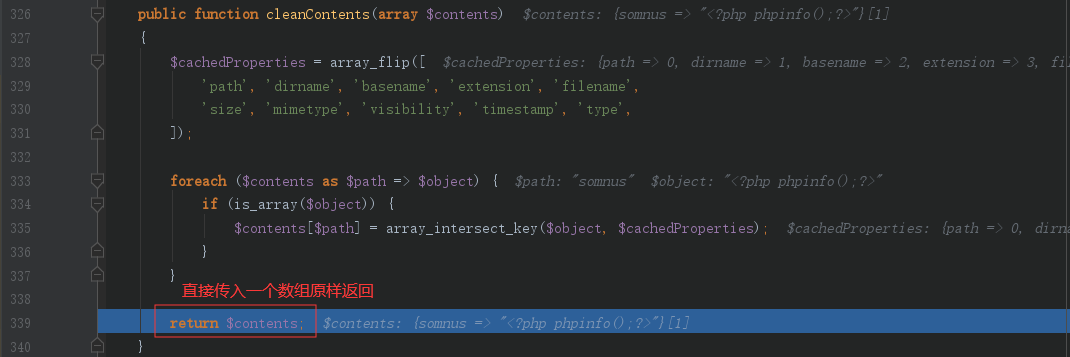 326 public function cleanContents(array $contents) $contents: {somnus => "<?php phpinfo();?>"}[1]
327 {
328 $cachedProperties = array_flip([ $cachedProperties: {path => 0, dirname => 1, basename => 2, extension => 3, fil
329 'path', 'dirname', 'basename', 'extension', 'filename',
330 'size', 'mimetype', 'visibility', 'timestamp', 'type',
331 ]);
332
333 foreach ($contents as $path => $object) { $path: "somnus" $object: "<?php phpinfo();?>"
334 if (is_array($object)) {
335 $contents[$path] = array_intersect_key($object, $cachedProperties); $cachedProperties: {path => 0, dirna
336 }
337 }
直接传入一个数组原样返回
338
339 return $contents; $contents: {somnus => "<?php phpinfo();?>"}[1]
340 }